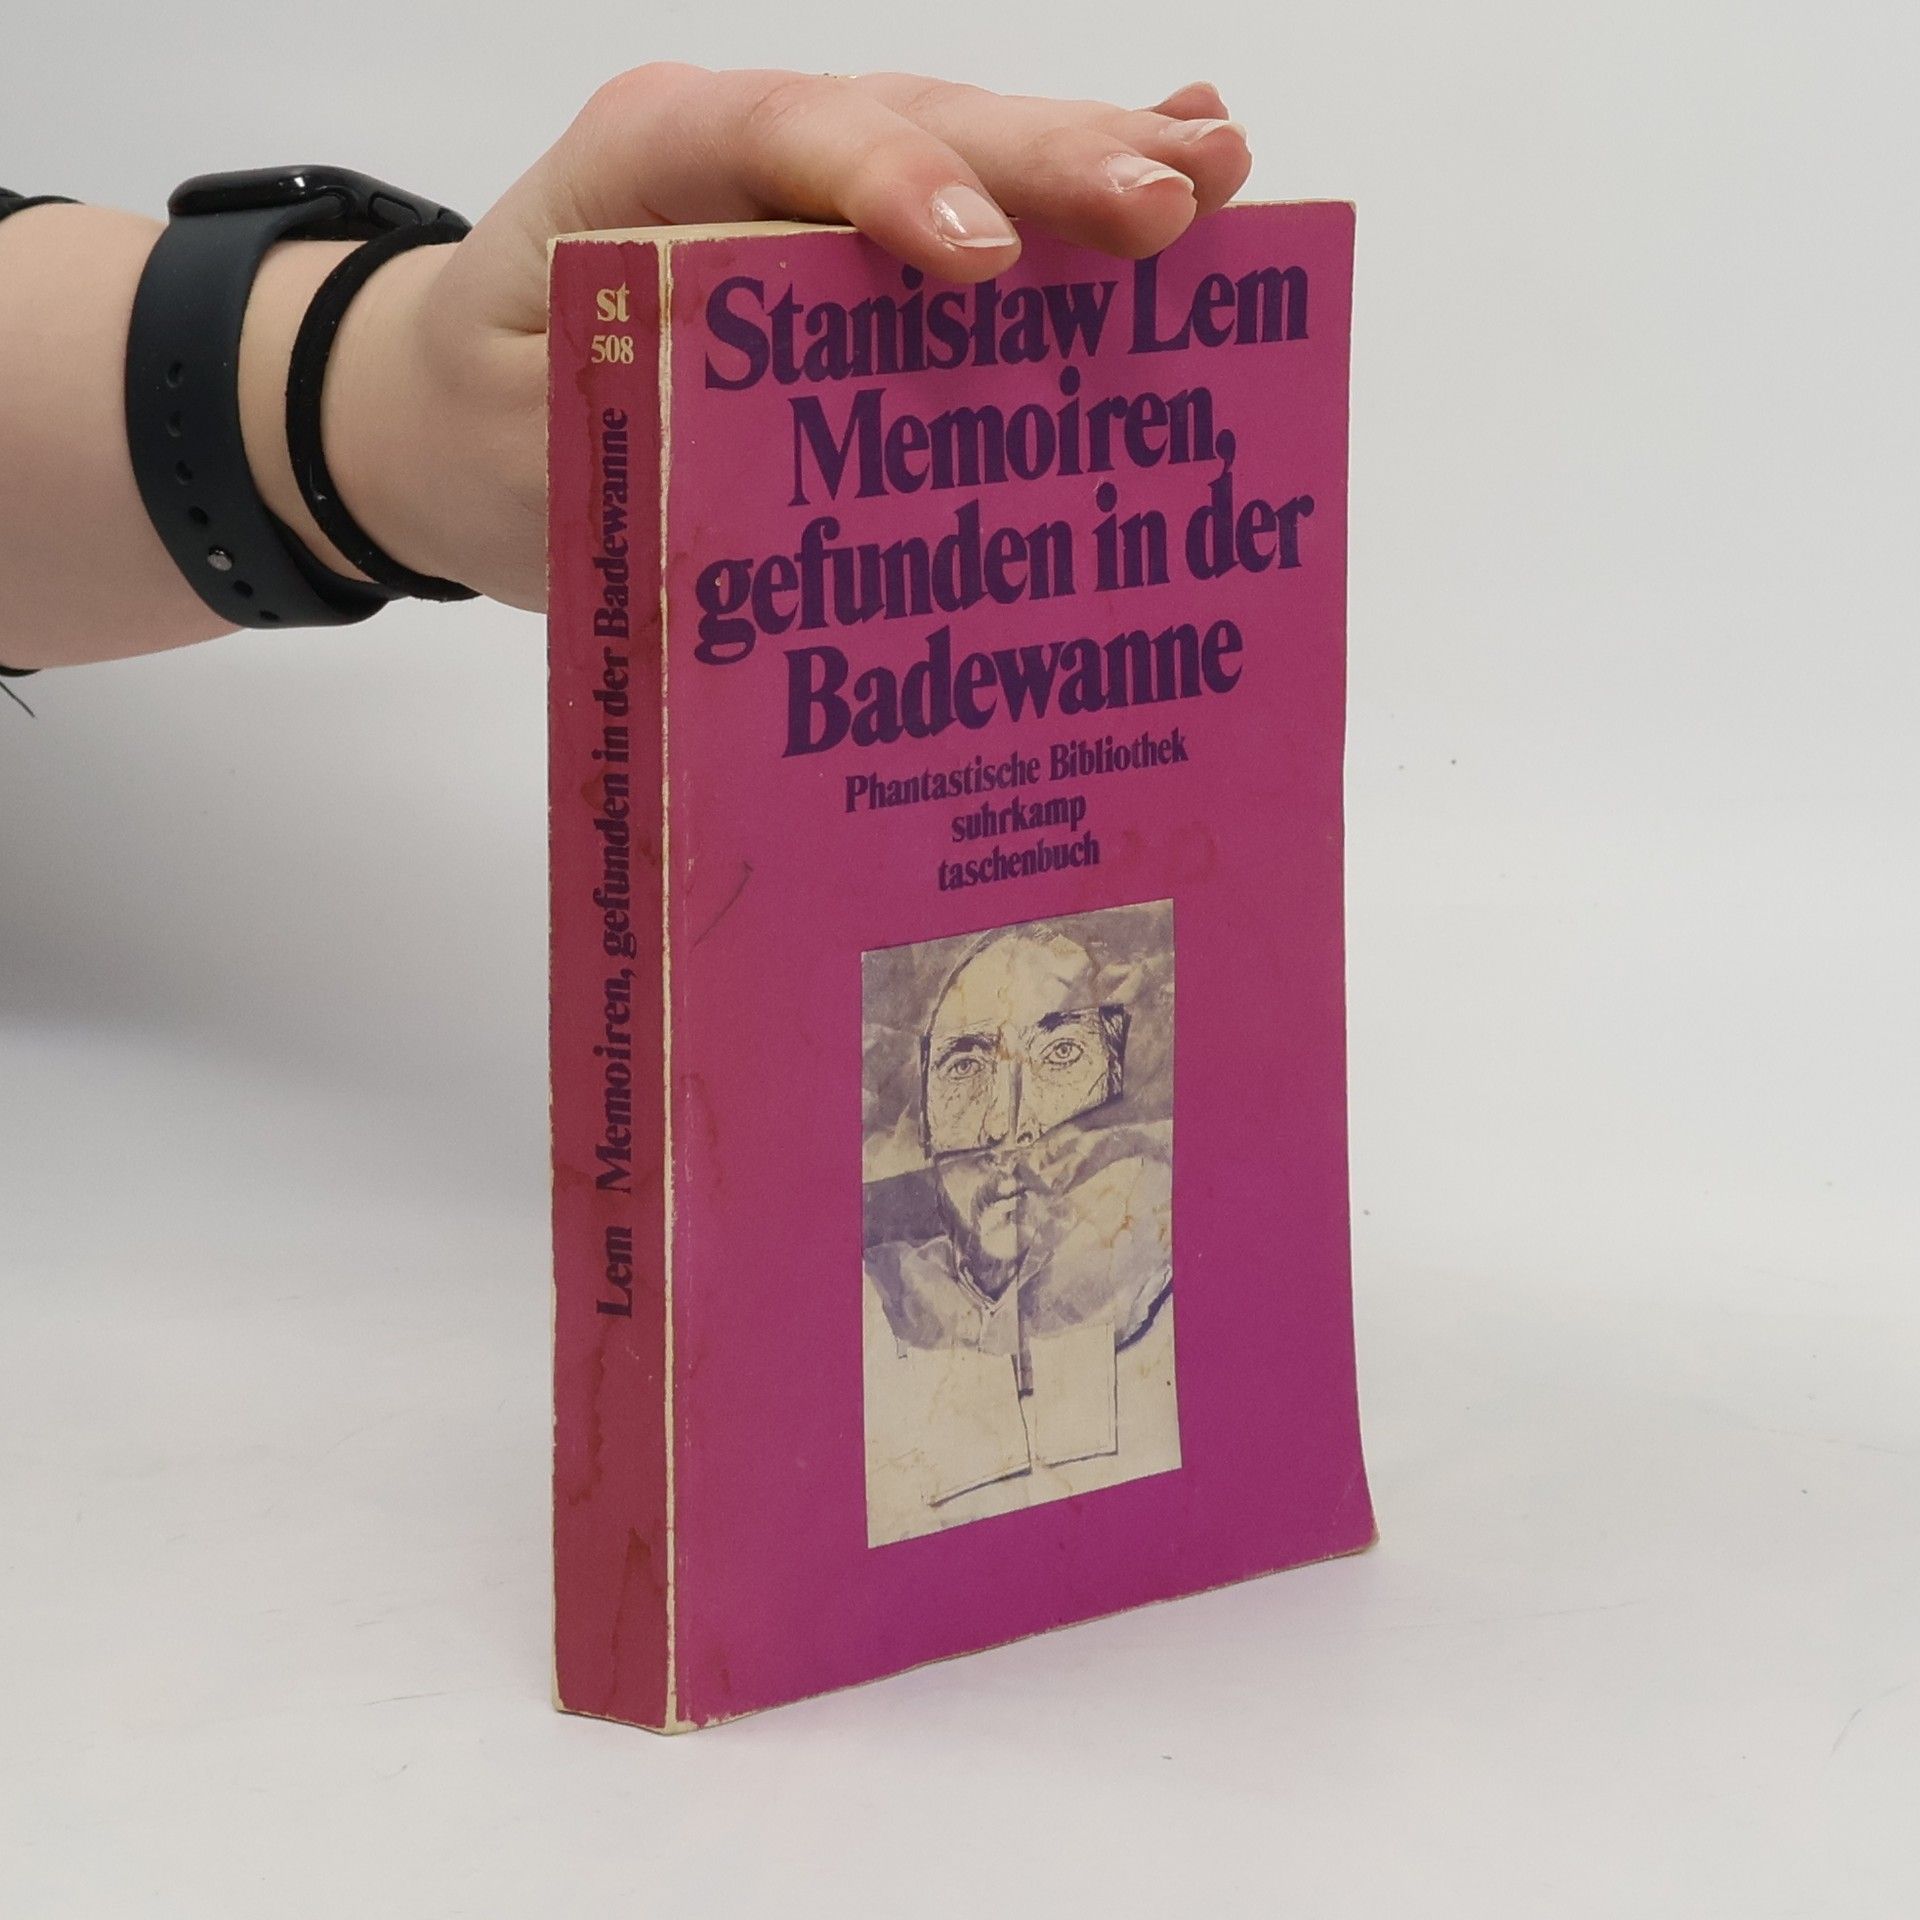 st
508
Lem Memoiren, gefunden in der Badewanne
Stanisław Lem
Memoiren,
gefunden in der
Badewanne
Phantastische Bibliothek
suhrkamp
taschenbuch